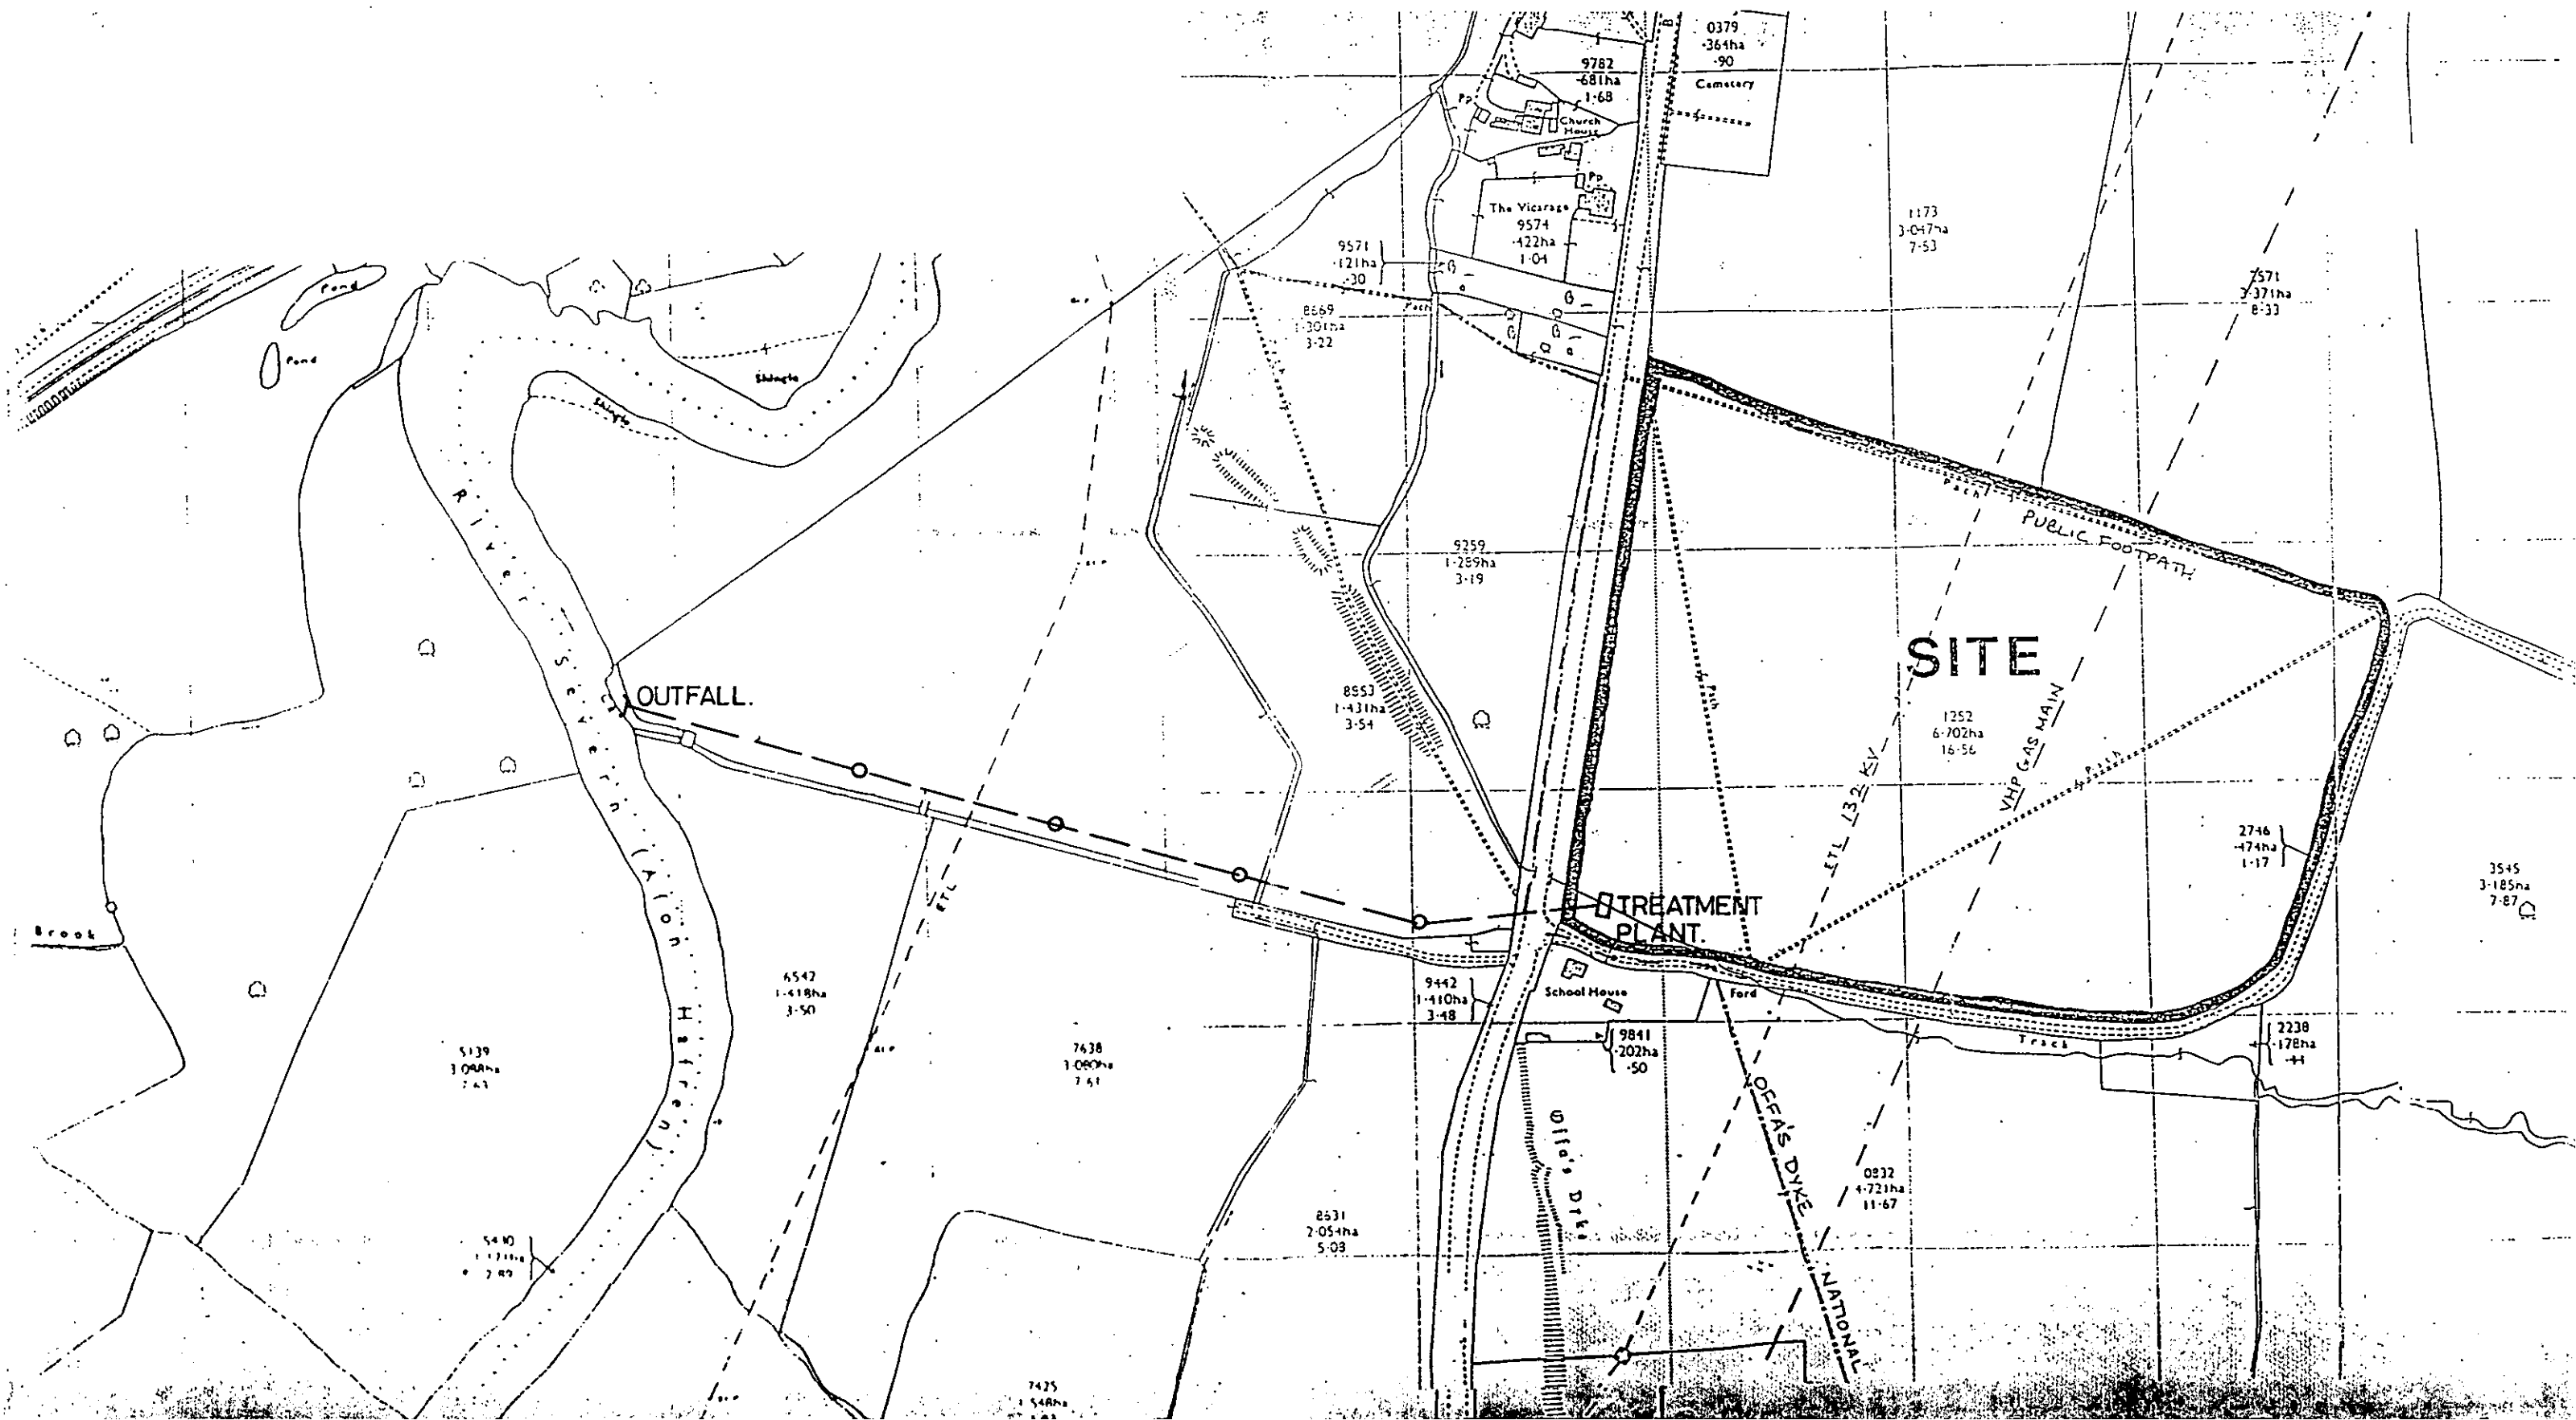 0379
·364ha
·90
Cemetery
9782
·681ha
1·68
Pp
Church
House
Pp
The Vicarage
9574
·422ha
1·04
9571
·121ha
·30
1173
3·047ha
7·53
7571
3·371ha
8·33
8669
1·301ha
3·22
Path
Pond
Pond
Shingle
Shingle
River Severn (Afon Hafren)
Path
PUBLIC FOOTPATH
9259
1·289ha
3·19
SITE
1252
6·702ha
16·56
Path
Path
ETL 132 KV
VHP GAS MAIN
8553
1·431ha
3·54
OUTFALL.
ETL
2746
·474ha
1·17
3545
3·185ha
7·87
TREATMENT
PLANT.
Brook
6542
1·418ha
3·50
9442
1·410ha
3·48
School House
Ford
9841
·202ha
·50
Track
2238
·178ha
·44
5139
7638
7·61
Offa's Dyke
OFFA'S DYKE NATIONAL
0832
4·721ha
11·67
8631
2·054ha
5·03
7425